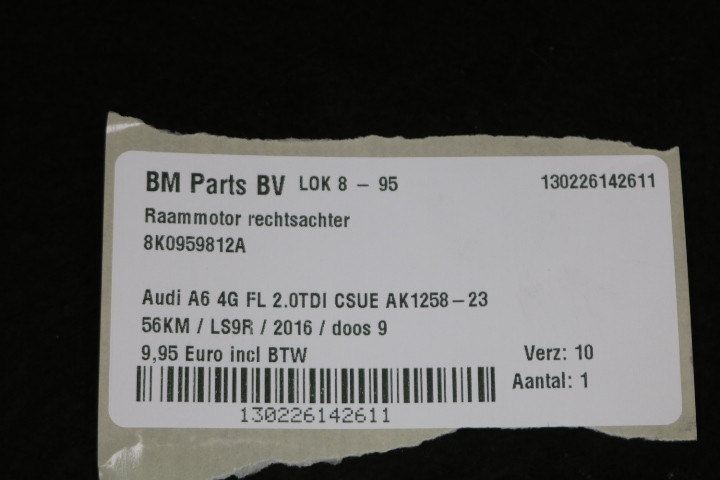 BM Parts BV LOK 8 - 95 130226142611
Raammotor rechtsachter
8K0959812A
Audi A6 4G FL 2.0TDI CSUE AK1258-23
56KM / LS9R / 2016 / doos 9
9,95 Euro incl BTW Verz: 10
Aantal: 1
130226142611